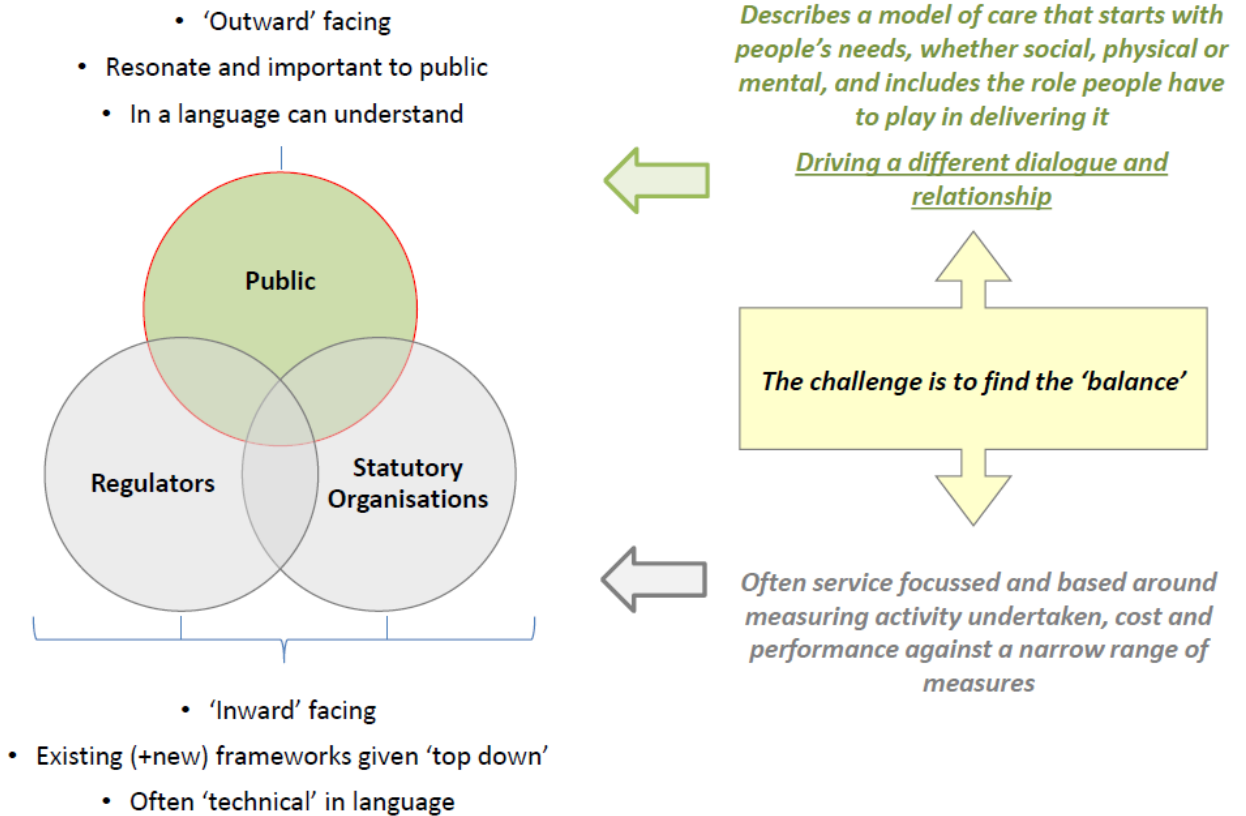 • ‘Outward’ facing
• Resonate and important to public
• In a language can understand
Public
Regulators
Statutory
Organisations
• ‘Inward’ facing
• Existing (+new) frameworks given ‘top down’
• Often ‘technical’ in language
Describes a model of care that starts with
people’s needs, whether social, physical or
mental, and includes the role people have
to play in delivering it
Driving a different dialogue and
relationship
The challenge is to find the ‘balance’
Often service focussed and based around
measuring activity undertaken, cost and
performance against a narrow range of
measures